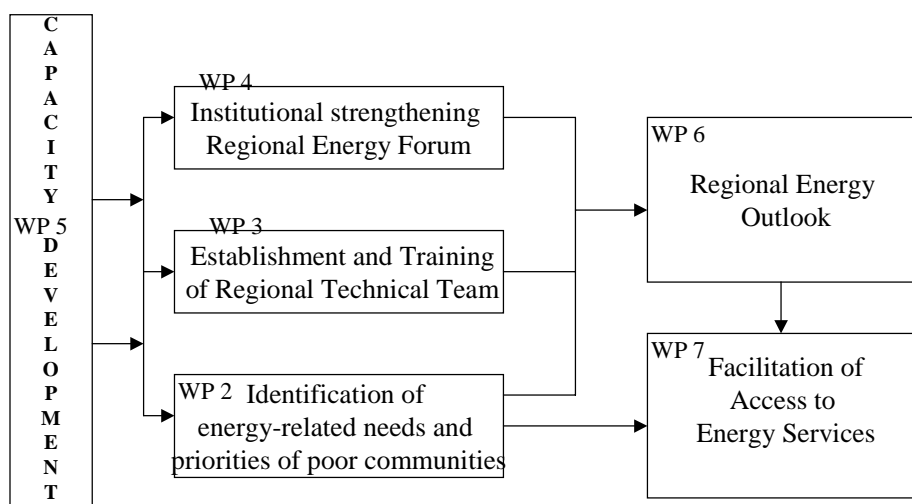 CAPACITY
WP 5
DEVELOPMENT
WP 4
Institutional strengthening
Regional Energy Forum
WP 3
Establishment and Training
of Regional Technical Team
WP 2
Identification of
energy-related needs and
priorities of poor communities
WP 6
Regional Energy
Outlook
WP 7
Facilitation of
Access to
Energy Services